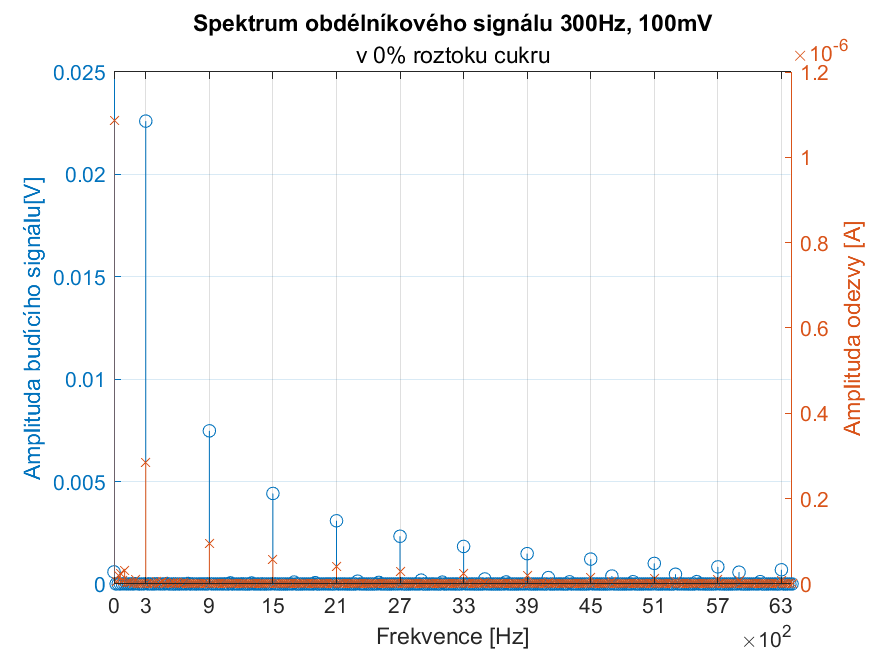 Spektrum obdélníkového signálu 300Hz, 100mV
v 0% roztoku cukru
×10-6
0.025
0.02
0.015
0.01
0.005
0
Amplituda budícího signálu[V]
1.2
1
0.8
0.6
0.4
0.2
0
Amplituda odezvy [A]
0 3 9 15 21 27 33 39 45 51 57 63
Frekvence [Hz]
×102